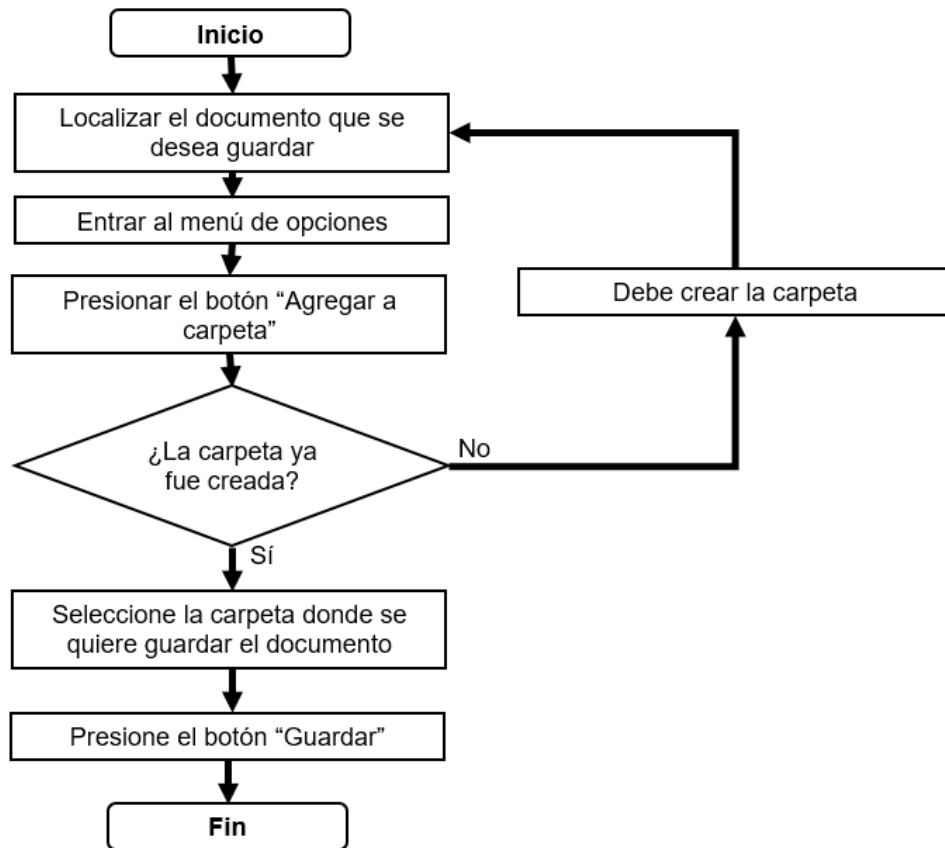 Inicio
Localizar el documento que se
desea guardar
Entrar al menú de opciones
Presionar el botón “Agregar a
carpeta”
¿La carpeta ya
fue creada?
No
Debe crear la carpeta
Sí
Seleccione la carpeta donde se
quiere guardar el documento
Presione el botón “Guardar”
Fin